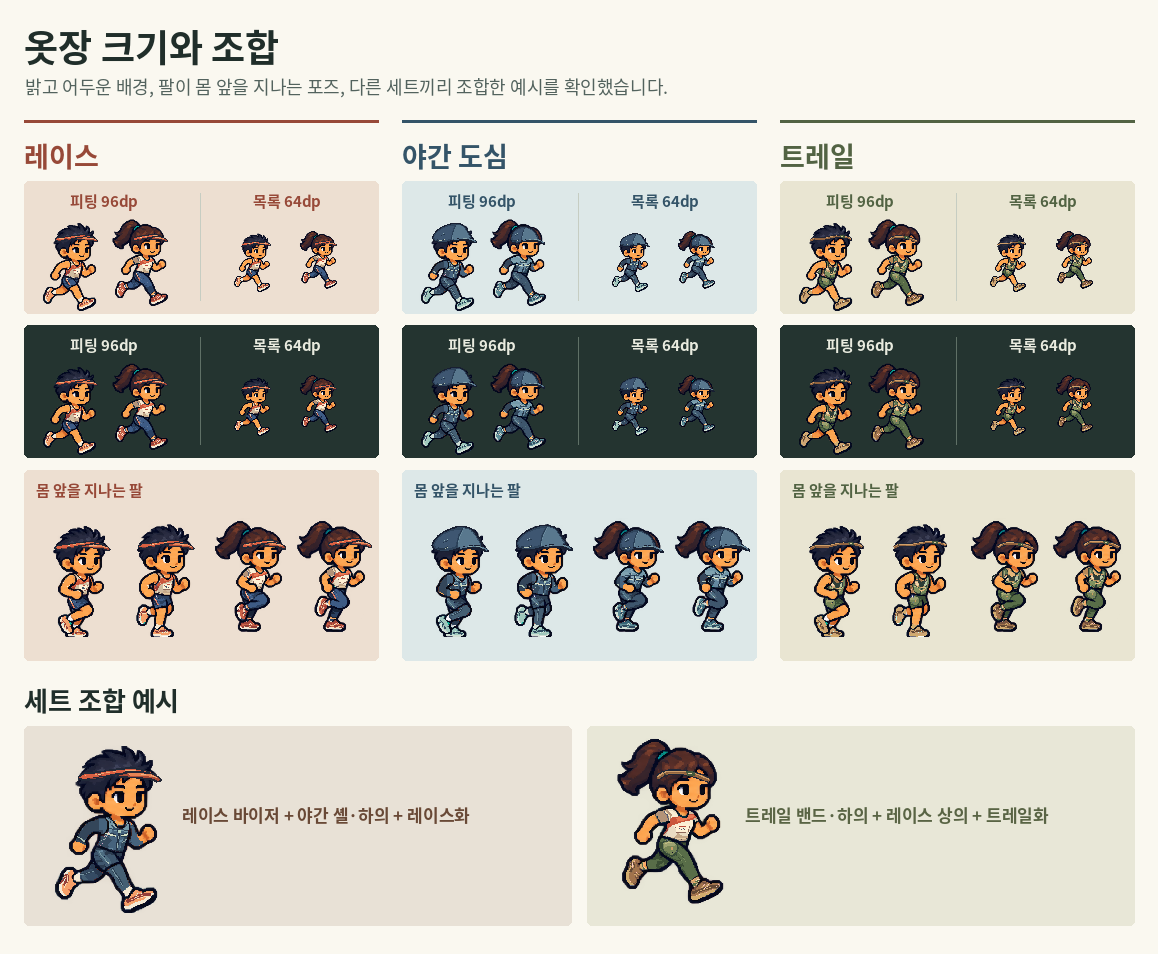 옷장 크기와 조합
밝고 어두운 배경, 팔이 몸 앞을 지나는 포즈, 다른 세트끼리 조합한 예시를 확인했습니다.
레이스
야간 도심
트레일
피팅 96dp
목록 64dp
피팅 96dp
목록 64dp
피팅 96dp
목록 64dp
피팅 96dp
목록 64dp
피팅 96dp
목록 64dp
피팅 96dp
목록 64dp
몸 앞을 지나는 팔
몸 앞을 지나는 팔
몸 앞을 지나는 팔
세트 조합 예시
레이스 바이저 + 야간 셸·하의 + 레이스화
트레일 밴드·하의 + 레이스 상의 + 트레일화